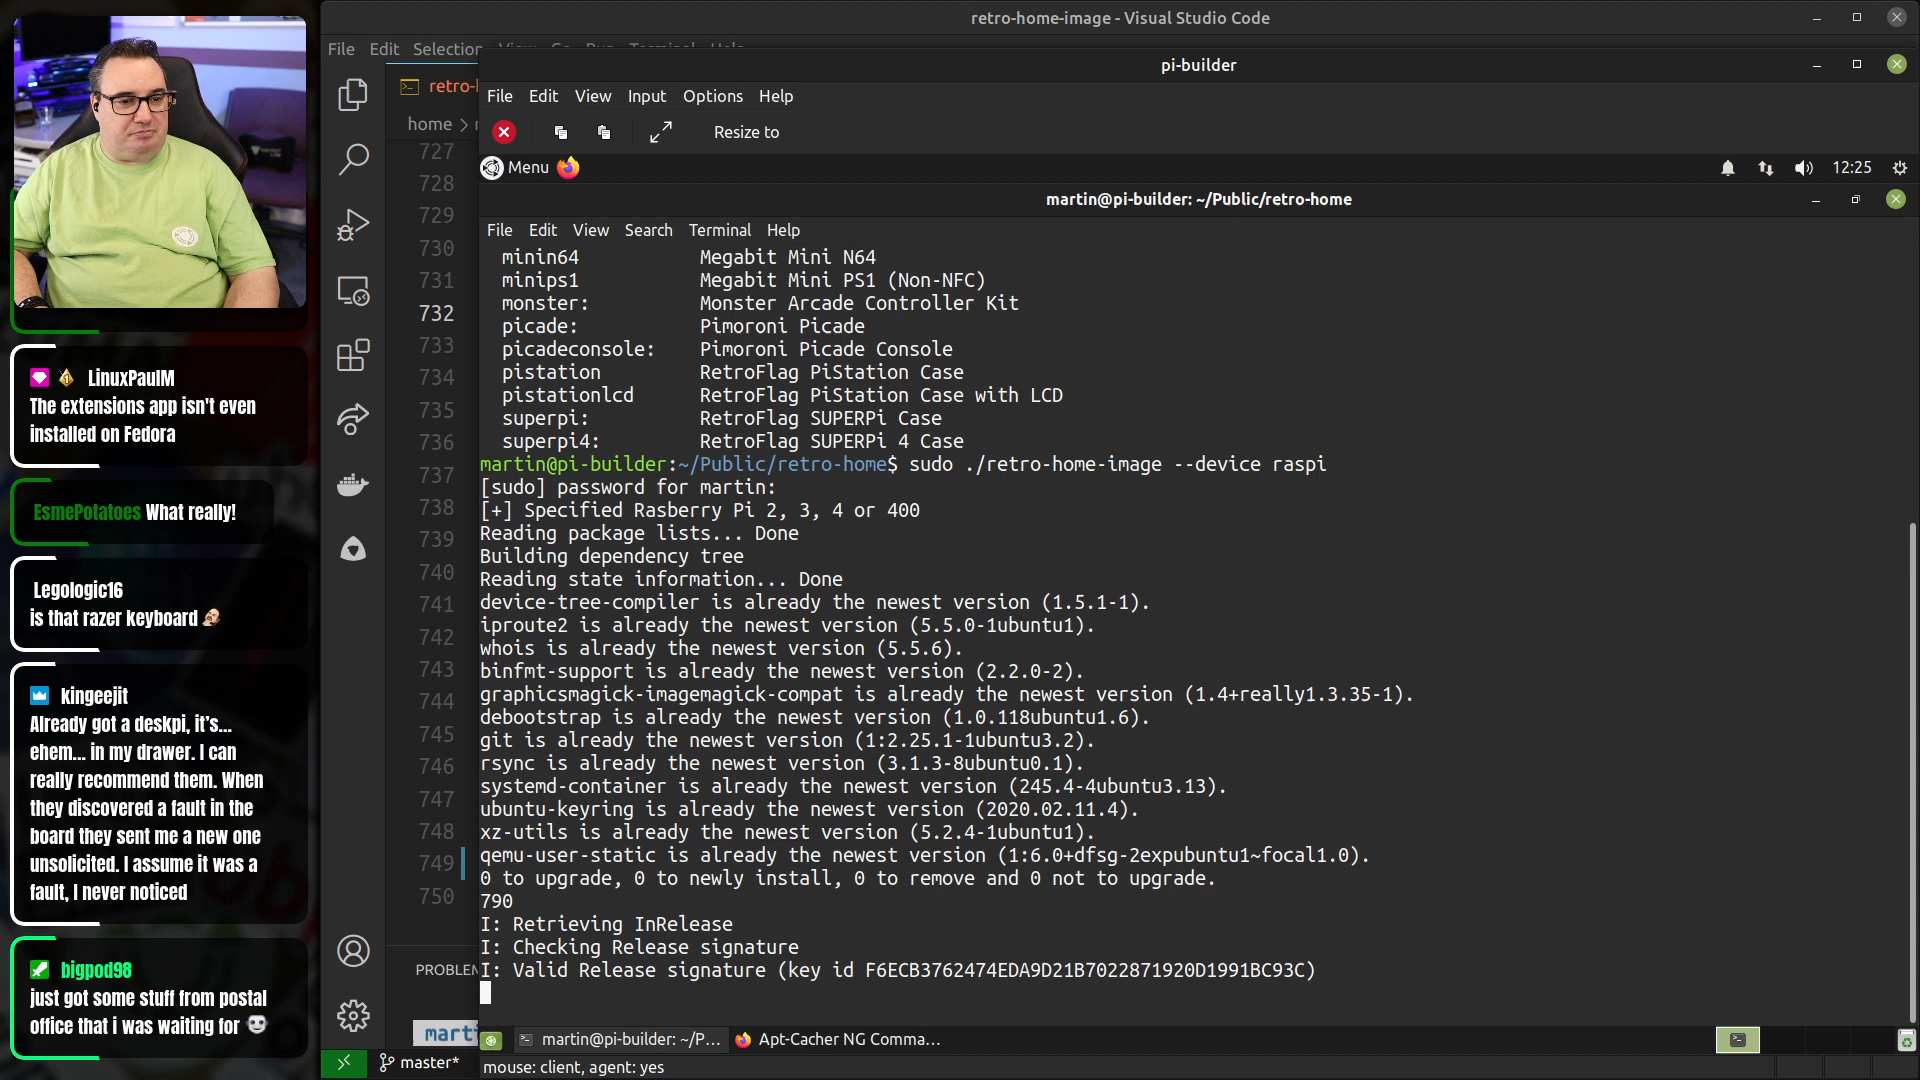 retro-home-image - Visual Studio Code
File Edit Selection View Go Run Terminal Help
pi-builder
File Edit View Input Options Help
Resize to
Menu
12:25
martin@pi-builder: ~/Public/retro-home
File Edit View Search Terminal Help
minin64 Megabit Mini N64
minips1 Megabit Mini PS1 (Non-NFC)
monster: Monster Arcade Controller Kit
picade: Pimoroni Picade
picadeconsole: Pimoroni Picade Console
pistation RetroFlag PiStation Case
pistationlcd RetroFlag PiStation Case with LCD
superpi: RetroFlag SUPERPi Case
superpi4: RetroFlag SUPERPi 4 Case
martin@pi-builder:~/Public/retro-home$ sudo ./retro-home-image --device raspi
[sudo] password for martin:
[+] Specified Rasberry Pi 2, 3, 4 or 400
Reading package lists... Done
Building dependency tree
Reading state information... Done
device-tree-compiler is already the newest version (1.5.1-1).
iproute2 is already the newest version (5.5.0-1ubuntu1).
whois is already the newest version (5.5.6).
binfmt-support is already the newest version (2.2.0-2).
graphicsmagick-imagemagick-compat is already the newest version (1.4+really1.3.35-1).
debootstrap is already the newest version (1.0.118ubuntu1.6).
git is already the newest version (1:2.25.1-1ubuntu3.2).
rsync is already the newest version (3.1.3-8ubuntu0.1).
systemd-container is already the newest version (245.4-4ubuntu3.13).
ubuntu-keyring is already the newest version (2020.02.11.4).
xz-utils is already the newest version (5.2.4-1ubuntu1).
qemu-user-static is already the newest version (1:6.0+dfsg-2expubuntu1~focal1.0).
0 to upgrade, 0 to newly install, 0 to remove and 0 not to upgrade.
790
I: Retrieving InRelease
I: Checking Release signature
I: Valid Release signature (key id F6ECB3762474EDA9D21B7022871920D1991BC93C)
martin@pi-builder: ~/P...
Apt-Cacher NG Comma...
mouse: client, agent: yes
retro-
home >
727
728
729
730
731
732
733
734
735
736
737
738
739
740
741
742
743
744
745
746
747
748
749
750
PROBLEM
marti
master*
LinuxPaulM
The extensions app isn't even
installed on Fedora
EsmePotatoes What really!
Legologic16
is that razer keyboard
kingeejit
Already got a deskpi, it's...
ehem... in my drawer. I can
really recommend them. When
they discovered a fault in the
board they sent me a new one
unsolicited. I assume it was a
fault, I never noticed
bigpod98
just got some stuff from postal
office that i was waiting for